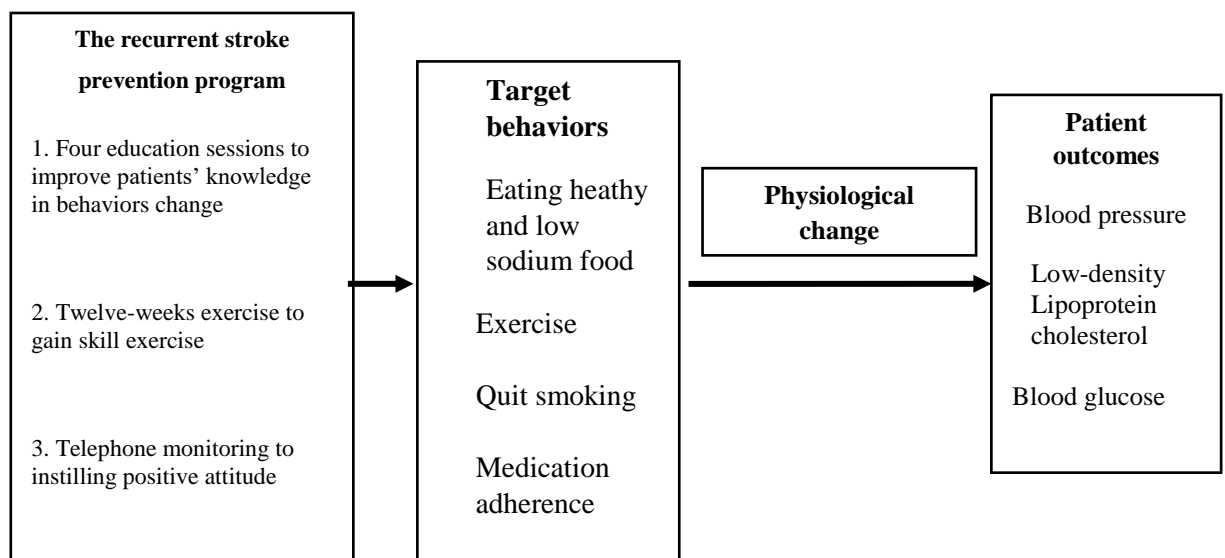 The recurrent stroke
prevention program
1. Four education sessions to
improve patients’ knowledge
in behaviors change
2. Twelve-weeks exercise to
gain skill exercise
3. Telephone monitoring to
instilling positive attitude
Target
behaviors
Eating heathy
and low
sodium food
Exercise
Quit smoking
Medication
adherence
Physiological
change
Patient
outcomes
Blood pressure
Low-density
Lipoprotein
cholesterol
Blood glucose